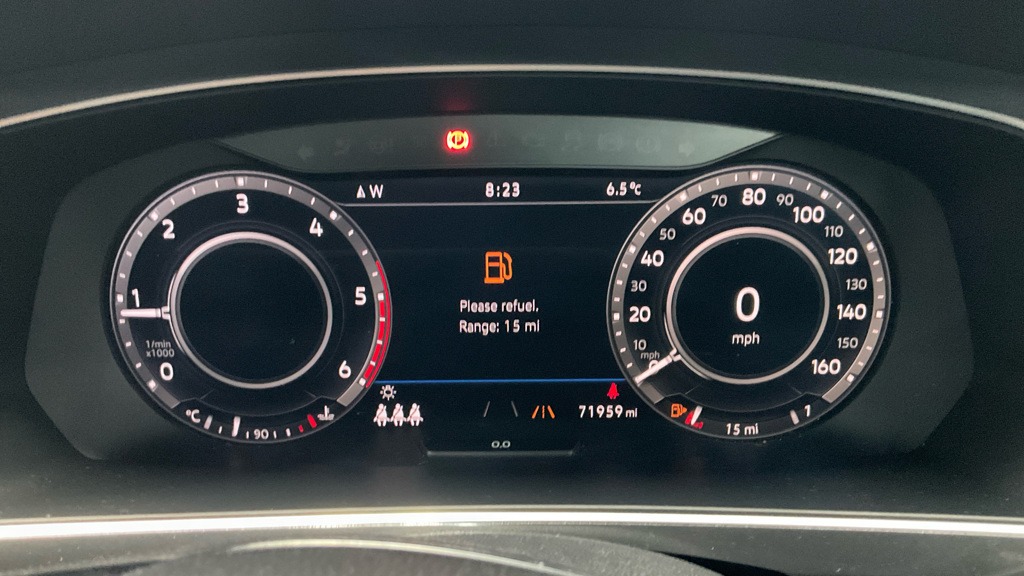 P
W 8:23 6.5°C
Please refuel.
Range: 15 mi
0 1 2 3 4 5 6
1/min
x1000
°C 90
0 10 20 30 40 50 60 70 80 90 100 110 120 130 140 150 160
mph
0
mph
71959 mi
15 mi 1
0.0